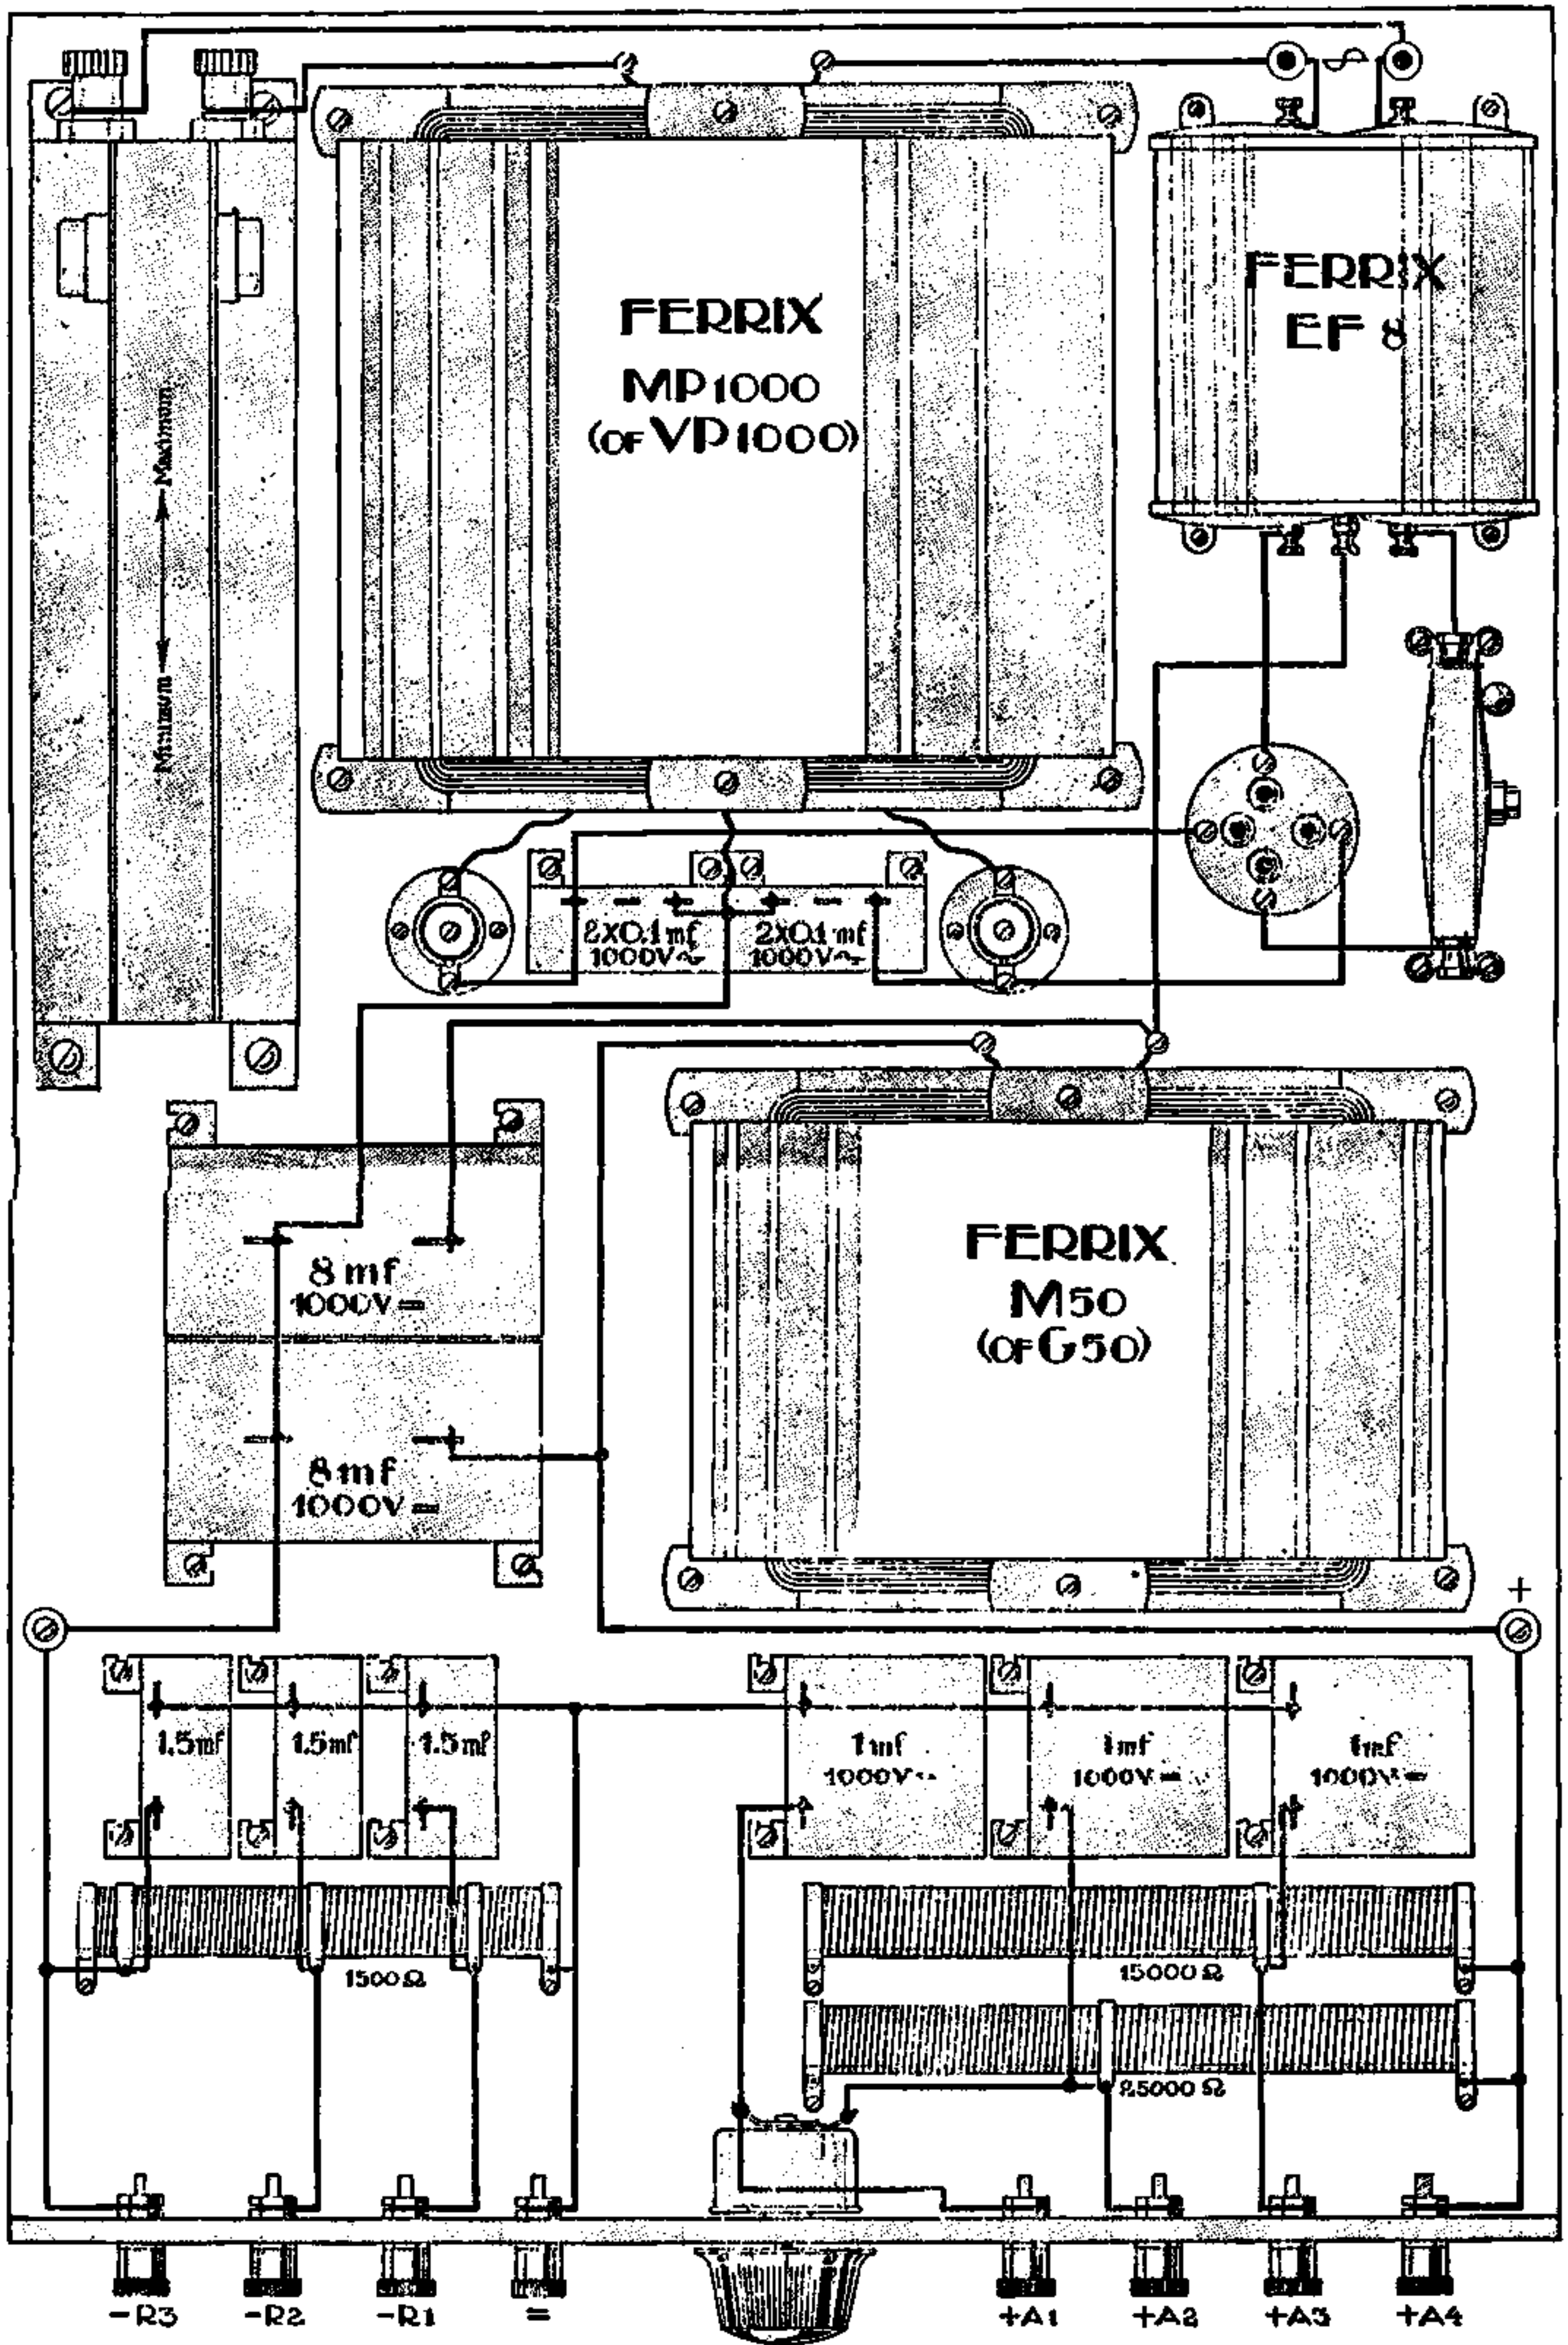 FERRIX
MP1000
(OF VP1000)
FERRIX
EF 8
Maximum
Minimum
2X0.1 mf
1000V~
2X0.1 mf
1000V~
8 mf
1000V=
8 mf
1000V=
FERRIX
M50
(OF G50)
+
1.5mf
1.5mf
1.5mf
1mf
1000V=
1mf
1000V=
1mf
1000V=
1500Ω
15000Ω
25000Ω
-R3
-R2
-R1
=
+A1
+A2
+A3
+A4